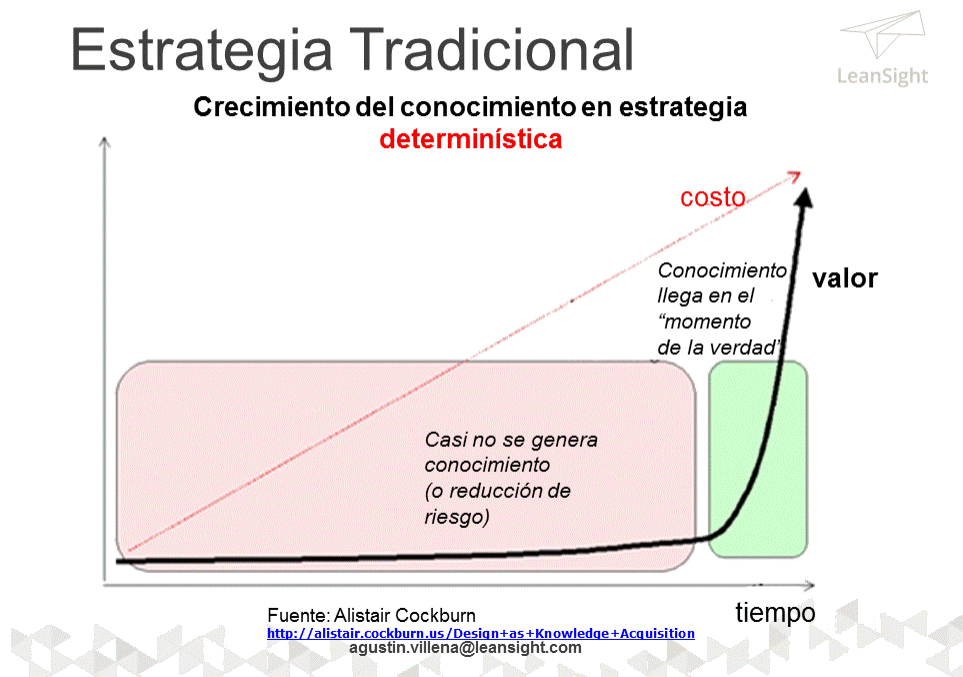 Estrategia Tradicional
LeanSight
Crecimiento del conocimiento en estrategia
determinística
costo
Conocimiento
llega en el
“momento
de la verdad”
valor
Casi no se genera
conocimiento
(o reducción de
riesgo)
tiempo
Fuente: Alistair Cockburn
http://alistair.cockburn.us/Design+as+Knowledge+Acquisition
agustin.villena@leansight.com